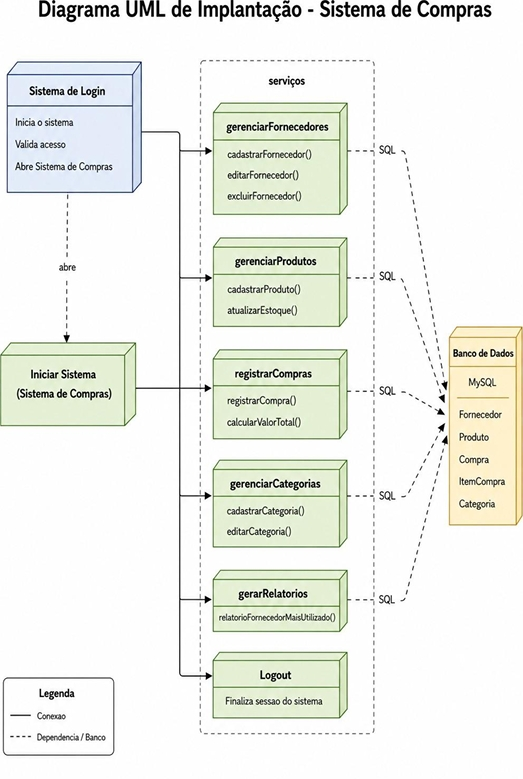 Diagrama UML de Implantação - Sistema de Compras
Sistema de Login
Inicia o sistema
Valida acesso
Abre Sistema de Compras
abre
Iniciar Sistema
(Sistema de Compras)
serviços
gerenciarFornecedores
cadastrarFornecedor()
editarFornecedor()
excluirFornecedor()
SQL
gerenciarProdutos
cadastrarProduto()
atualizarEstoque()
SQL
registrarCompras
registrarCompra()
calcularValorTotal()
SQL
gerenciarCategorias
cadastrarCategoria()
editarCategoria()
SQL
gerarRelatorios
relatorioFornecedorMaisUtilizado()
SQL
Logout
Finaliza sessao do sistema
Banco de Dados
MySQL
Fornecedor
Produto
Compra
ItemCompra
Categoria
Legenda
Conexao
Dependencia / Banco